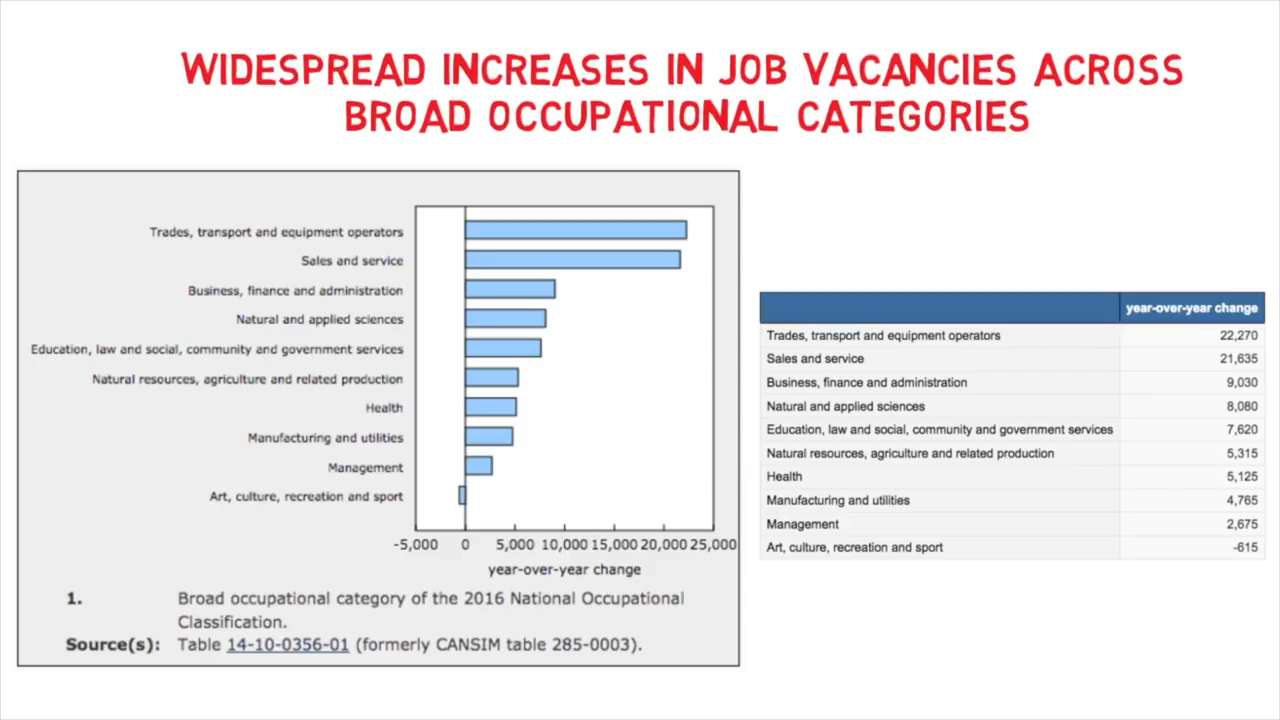 WIDESPREAD INCREASES IN JOB VACANCIES ACROSS
BROAD OCCUPATIONAL CATEGORIES
Trades, transport and equipment operators
Sales and service
Business, finance and administration
Natural and applied sciences
Education, law and social, community and government services
Natural resources, agriculture and related production
Health
Manufacturing and utilities
Management
Art, culture, recreation and sport
-5,000 0 5,000 10,000 15,000 20,000 25,000
year-over-year change
1. Broad occupational category of the 2016 National Occupational
Classification.
Source(s): Table 14-10-0356-01 (formerly CANSIM table 285-0003).
year-over-year change
Trades, transport and equipment operators 22,270
Sales and service 21,635
Business, finance and administration 9,030
Natural and applied sciences 8,080
Education, law and social, community and government services 7,620
Natural resources, agriculture and related production 5,315
Health 5,125
Manufacturing and utilities 4,765
Management 2,675
Art, culture, recreation and sport -615